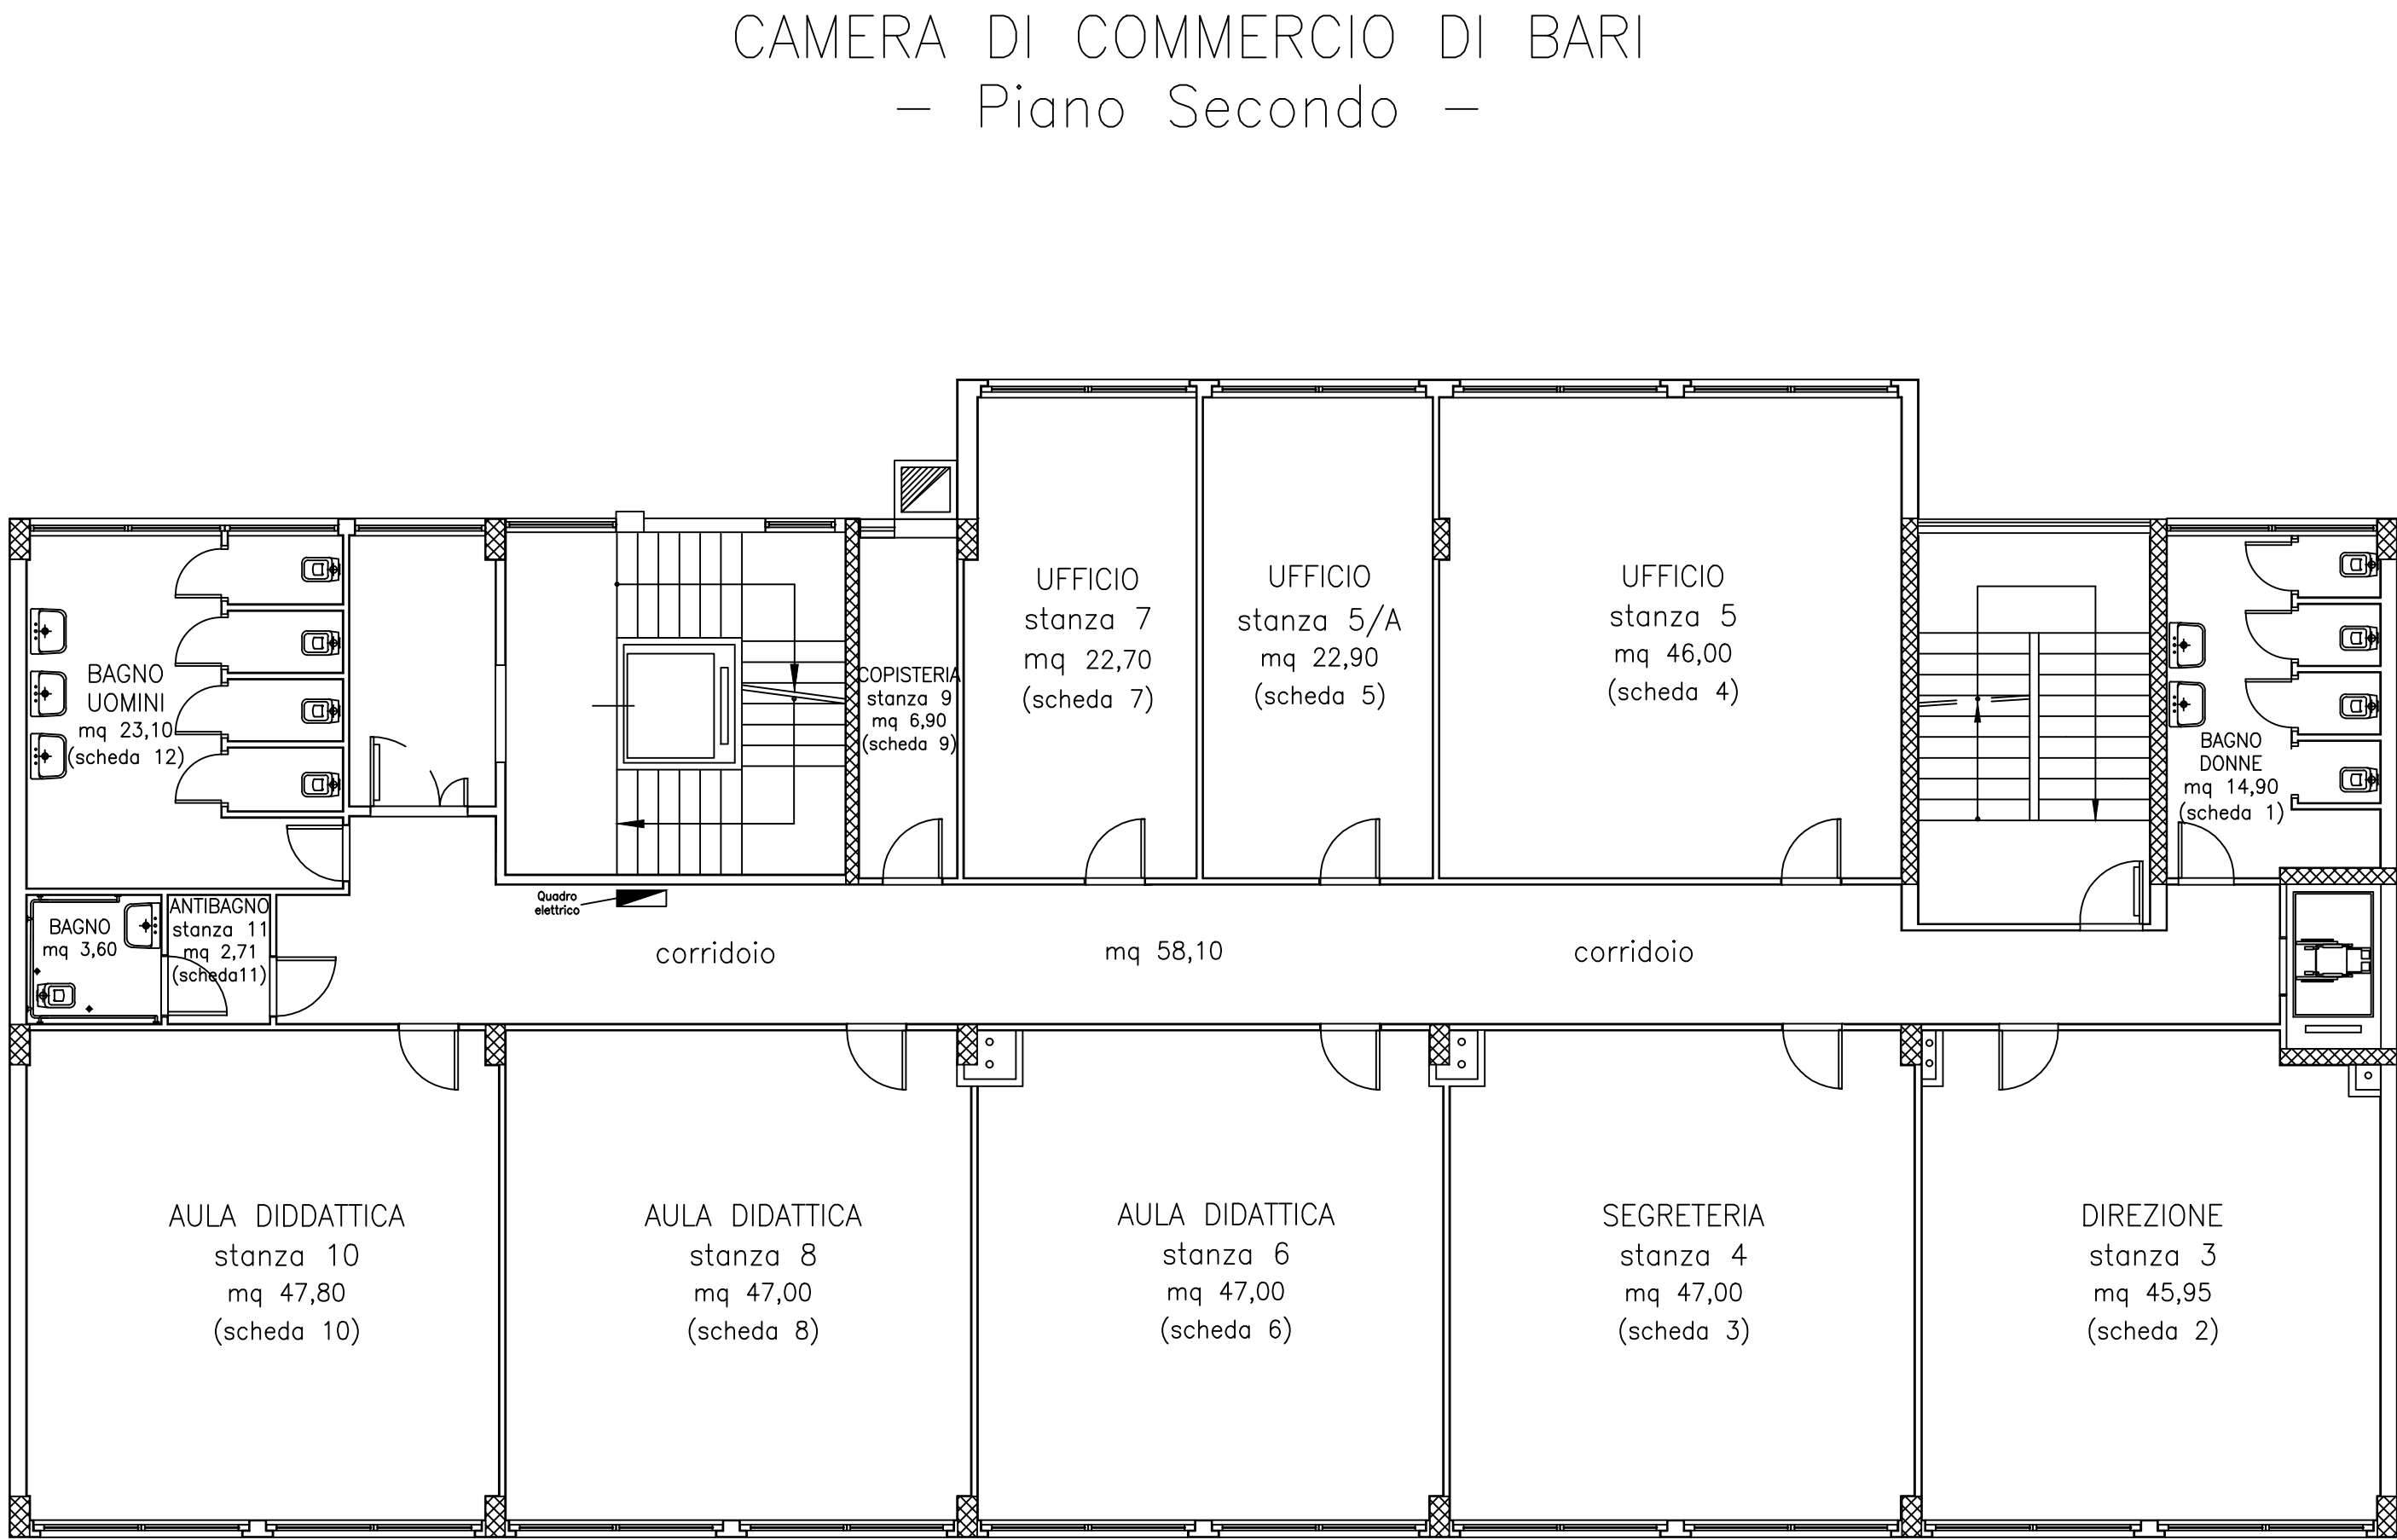 CAMERA DI COMMERCIO DI BARI
- Piano Secondo -
UFFICIO
stanza 7
mq 22,70
(scheda 7)
UFFICIO
stanza 5/A
mq 22,90
(scheda 5)
UFFICIO
stanza 5
mq 46,00
(scheda 4)
BAGNO
UOMINI
mq 23,10
(scheda 12)
COPISTERIA
stanza 9
mq 6,90
(scheda 9)
BAGNO
DONNE
mq 14,90
(scheda 1)
Quadro
elettrico
BAGNO
mq 3,60
ANTIBAGNO
stanza 11
mq 2,71
(scheda11)
corridoio
mq 58,10
corridoio
AULA DIDDATTICA
stanza 10
mq 47,80
(scheda 10)
AULA DIDATTICA
stanza 8
mq 47,00
(scheda 8)
AULA DIDATTICA
stanza 6
mq 47,00
(scheda 6)
SEGRETERIA
stanza 4
mq 47,00
(scheda 3)
DIREZIONE
stanza 3
mq 45,95
(scheda 2)